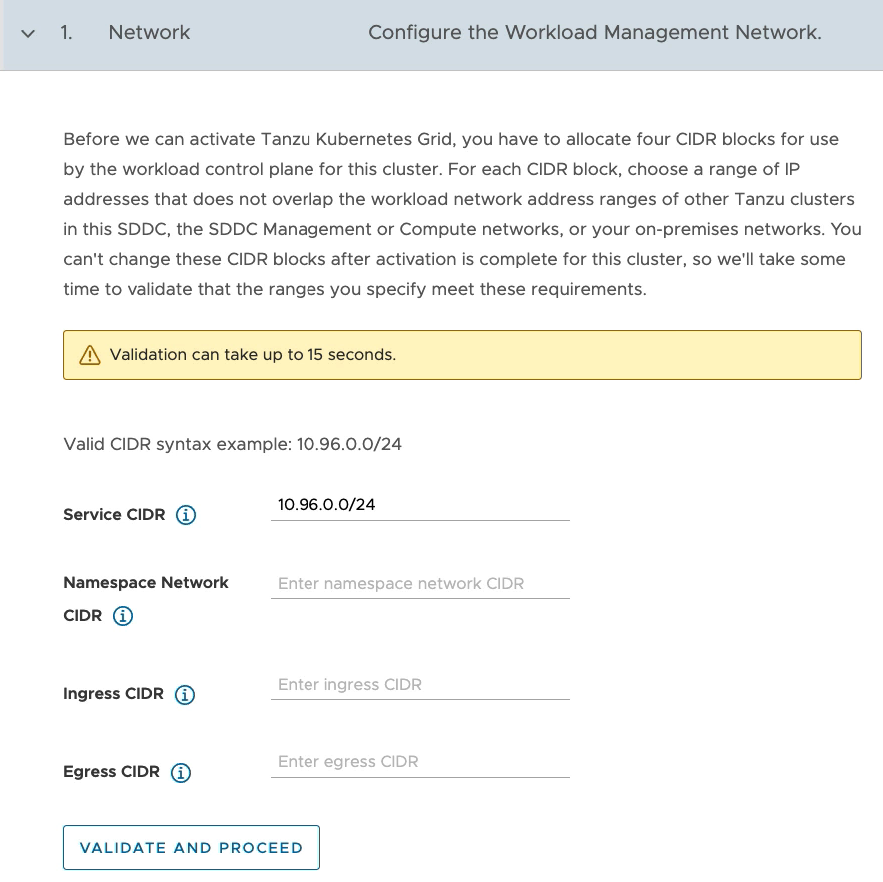 1. Network Configure the Workload Management Network.
Before we can activate Tanzu Kubernetes Grid, you have to allocate four CIDR blocks for use
by the workload control plane for this cluster. For each CIDR block, choose a range of IP
addresses that does not overlap the workload network address ranges of other Tanzu clusters
in this SDDC, the SDDC Management or Compute networks, or your on-premises networks. You
can't change these CIDR blocks after activation is complete for this cluster, so we'll take some
time to validate that the ranges you specify meet these requirements.
Validation can take up to 15 seconds.
Valid CIDR syntax example: 10.96.0.0/24
Service CIDR 10.96.0.0/24
Namespace Network Enter namespace network CIDR
CIDR
Ingress CIDR Enter ingress CIDR
Egress CIDR Enter egress CIDR
VALIDATE AND PROCEED